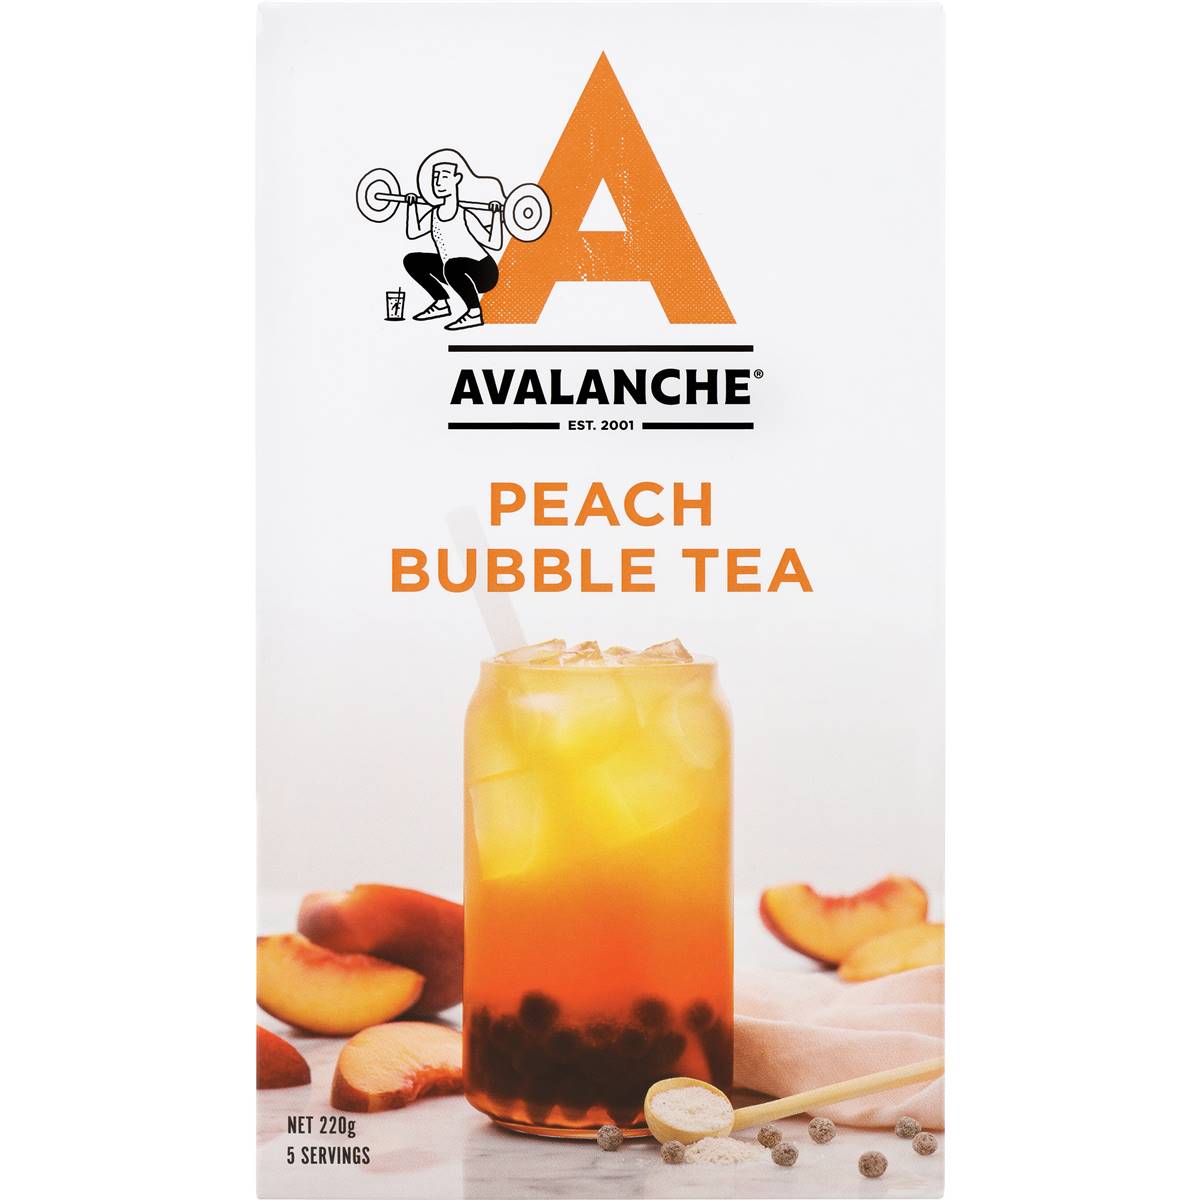 A
AVALANCHE®
EST. 2001
PEACH
BUBBLE TEA
NET 220g
5 SERVINGS